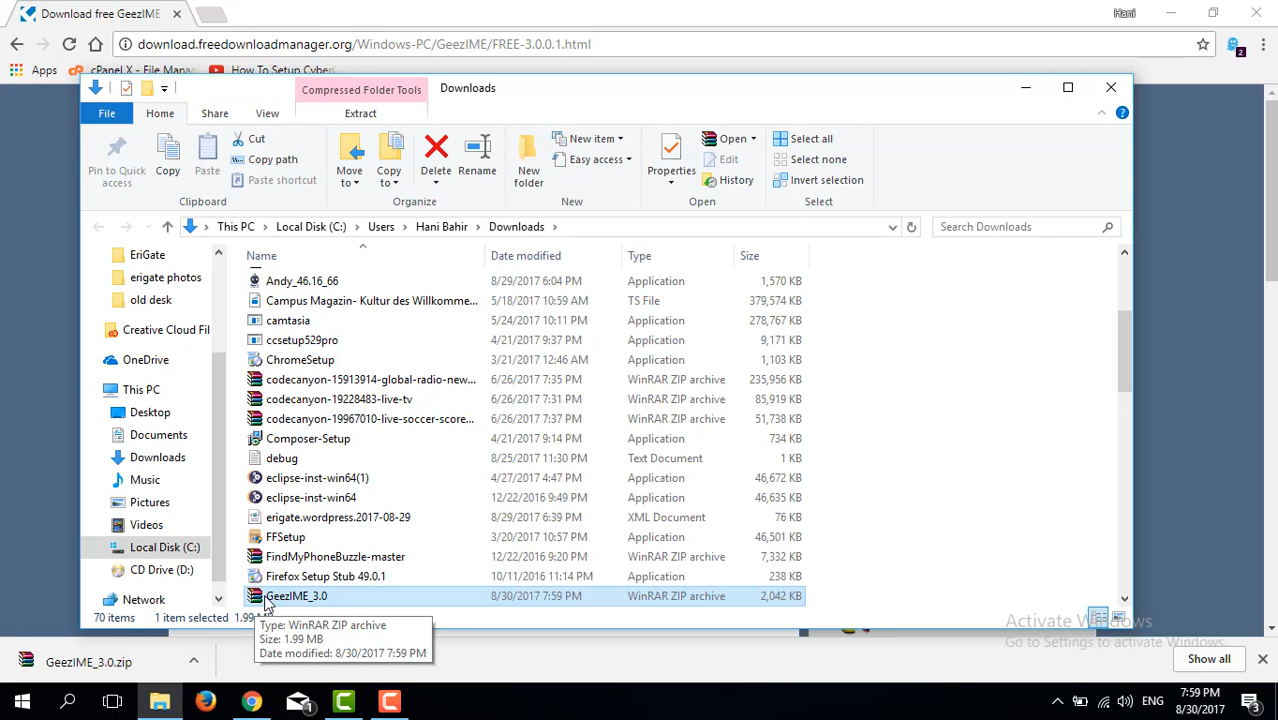 Download free GeezIME
Hani
download.freedownloadmanager.org/Windows-PC/GeezIME/FREE-3.0.0.1.html
2
Apps
cPanel X - File Mana
How To Setup Cyber
Compressed Folder Tools
Downloads
File
Home
Share
View
Extract
Pin to Quick access
Copy
Paste
Cut
Copy path
Paste shortcut
Move to
Copy to
Delete
Rename
New folder
New item
Easy access
Properties
Open
Edit
History
Select all
Select none
Invert selection
Clipboard
Organize
New
Open
Select
This PC
Local Disk (C:)
Users
Hani Bahir
Downloads
Search Downloads
EriGate
erigate photos
old desk
Creative Cloud Fil
OneDrive
This PC
Desktop
Documents
Downloads
Music
Pictures
Videos
Local Disk (C:)
CD Drive (D:)
Network
Name Date modified Type Size
Andy_46.16_66 8/29/2017 6:04 PM Application 1,570 KB
Campus Magazin- Kultur des Willkomme... 5/18/2017 10:59 AM TS File 379,574 KB
camtasia 5/24/2017 10:11 PM Application 278,767 KB
ccsetup529pro 4/21/2017 9:37 PM Application 9,171 KB
ChromeSetup 3/21/2017 12:46 AM Application 1,103 KB
codecanyon-15913914-global-radio-new... 6/26/2017 7:35 PM WinRAR ZIP archive 235,956 KB
codecanyon-19228483-live-tv 6/26/2017 7:31 PM WinRAR ZIP archive 85,919 KB
codecanyon-19967010-live-soccer-score... 6/26/2017 7:37 PM WinRAR ZIP archive 51,738 KB
Composer-Setup 4/21/2017 9:14 PM Application 734 KB
debug 8/25/2017 11:30 PM Text Document 1 KB
eclipse-inst-win64(1) 4/27/2017 4:47 PM Application 46,672 KB
eclipse-inst-win64 12/22/2016 9:49 PM Application 46,635 KB
erigate.wordpress.2017-08-29 8/29/2017 6:39 PM XML Document 76 KB
FFSetup 3/20/2017 10:57 PM Application 46,501 KB
FindMyPhoneBuzzle-master 12/22/2016 9:20 PM WinRAR ZIP archive 7,332 KB
Firefox Setup Stub 49.0.1 10/11/2016 11:14 PM Application 238 KB
GeezIME_3.0 8/30/2017 7:59 PM WinRAR ZIP archive 2,042 KB
70 items 1 item selected 1.99
Type: WinRAR ZIP archive
Size: 1.99 MB
Date modified: 8/30/2017 7:59 PM
Activate Windows
Go to Settings to activate Windows.
GeezIME_3.0.zip
Show all
1
ENG
7:59 PM
8/30/2017
3